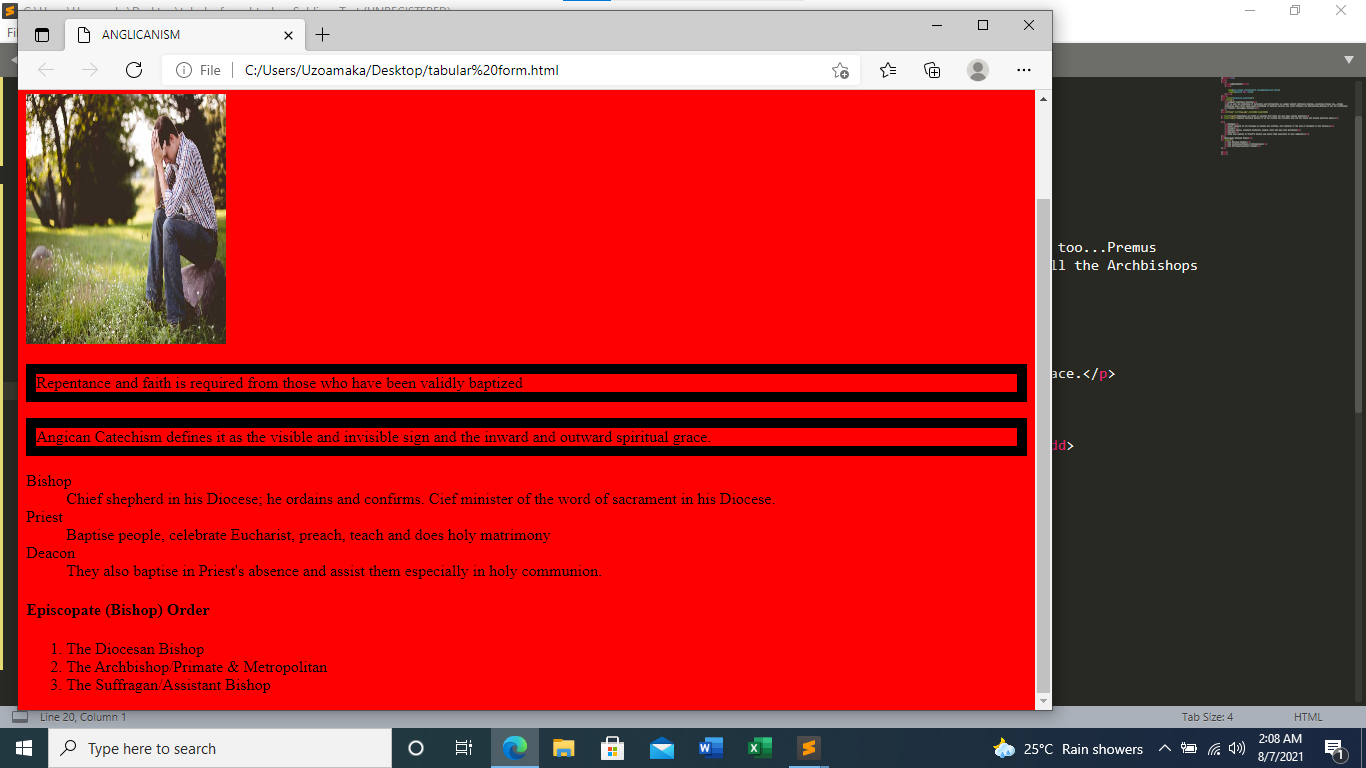 ANGLICANISM
File
C:/Users/Uzoamaka/Desktop/tabular%20form.html
too...Premus
ll the Archbishops
Repentance and faith is required from those who have been validly baptized
ace.</p>
Angican Catechism defines it as the visible and invisible sign and the inward and outward spiritual grace.
dd>
Bishop
Chief shepherd in his Diocese; he ordains and confirms. Cief minister of the word of sacrament in his Diocese.
Priest
Baptise people, celebrate Eucharist, preach, teach and does holy matrimony
Deacon
They also baptise in Priest's absence and assist them especially in holy communion.
Episcopate (Bishop) Order
1. The Diocesan Bishop
2. The Archbishop/Primate & Metropolitan
3. The Suffragan/Assistant Bishop
Line 20, Column 1
Tab Size: 4
HTML
Type here to search
25°C Rain showers
2:08 AM
8/7/2021
1